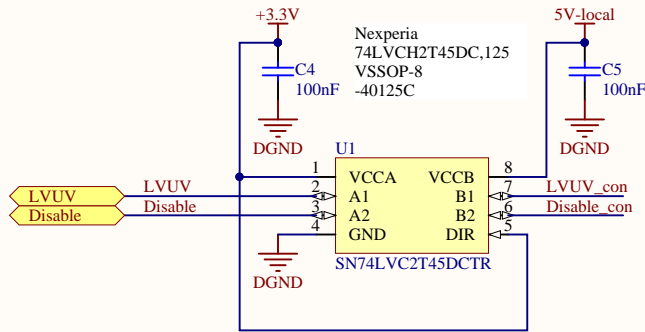 +3.3V
5V-local
Nexperia
74LVCH2T45DC,125
VSSOP-8
-40125C
C4
100nF
C5
100nF
DGND
DGND
U1
1
VCCA
VCCB
8
LVUV
LVUV
2
A1
B1
7
LVUV_con
Disable
Disable
3
A2
B2
6
Disable_con
4
GND
DIR
5
DGND
SN74LVC2T45DCTR